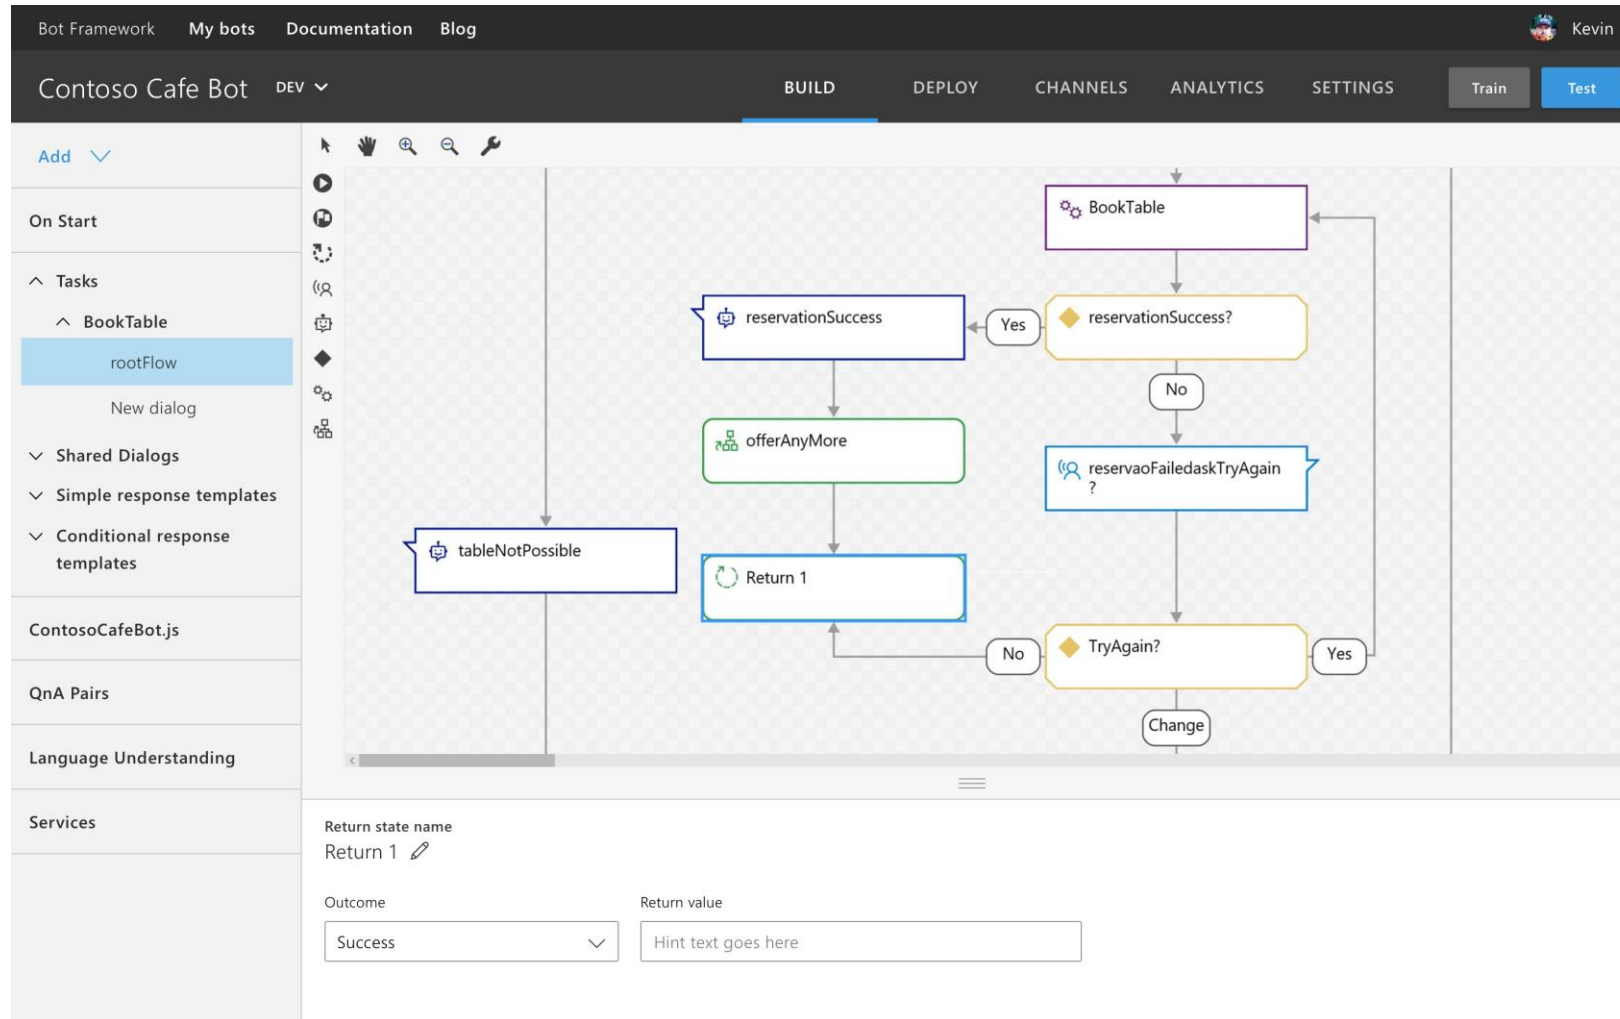 Bot Framework My bots Documentation Blog Kevin
Contoso Cafe Bot DEV BUILD DEPLOY CHANNELS ANALYTICS SETTINGS Train Test
Add
On Start
Tasks
BookTable
rootFlow
New dialog
Shared Dialogs
Simple response templates
Conditional response
templates
ContosoCafeBot.js
QnA Pairs
Language Understanding
Services
BookTable
reservationSuccess
Yes
reservationSuccess?
No
offerAnyMore
reservaoFailedaskTryAgain
?
tableNotPossible
Return 1
No
TryAgain?
Yes
Change
Return state name
Return 1
Outcome Return value
Success Hint text goes here